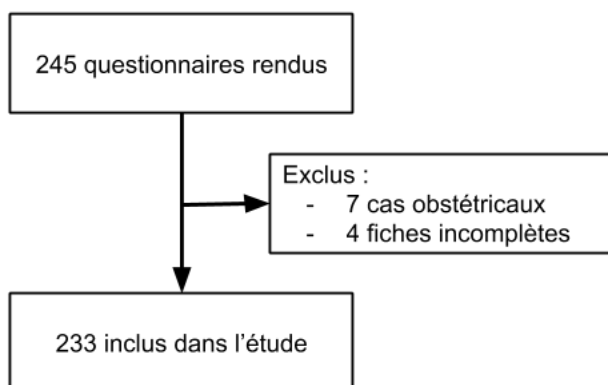 245 questionnaires rendus
Exclus :
- 7 cas obstétricaux
- 4 fiches incomplètes
233 inclus dans l'étude